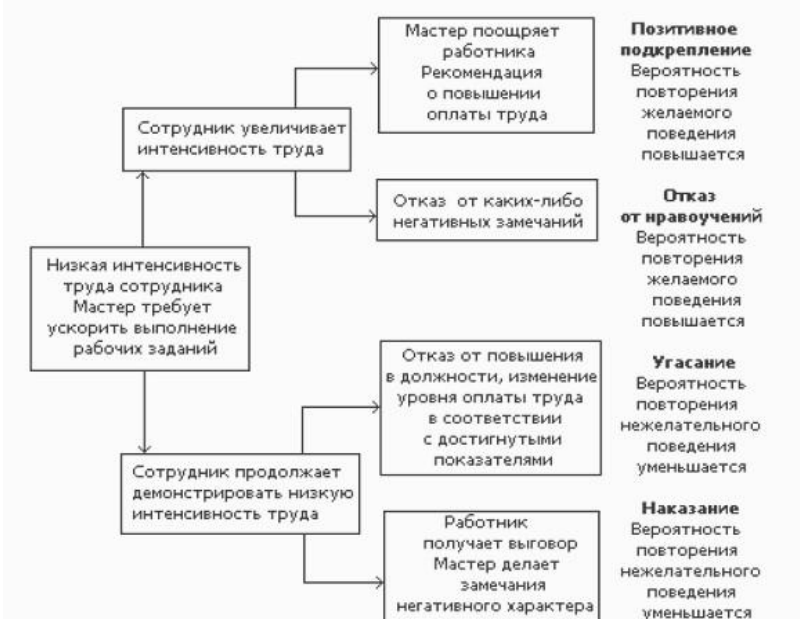 Мастер поощряет
работника
Рекомендация
о повышении
оплаты труда
Позитивное
подкрепление
Вероятность
повторения
желаемого
поведения
повышается
Сотрудник увеличивает
интенсивность труда
Отказ от каких-либо
негативных замечаний
Отказ
от нравоучений
Вероятность
повторения
желаемого
поведения
повышается
Низкая интенсивность
труда сотрудника
Мастер требует
ускорить выполнение
рабочих заданий
Отказ от повышения
в должности, изменение
уровня оплаты труда
в соответствии
с достигнутыми
показателями
Угасание
Вероятность
повторения
нежелательного
поведения
уменьшается
Сотрудник продолжает
демонстрировать низкую
интенсивность труда
Работник
получает выговор
Мастер делает
замечания
негативного характера
Наказание
Вероятность
повторения
нежелательного
поведения
уменьшается